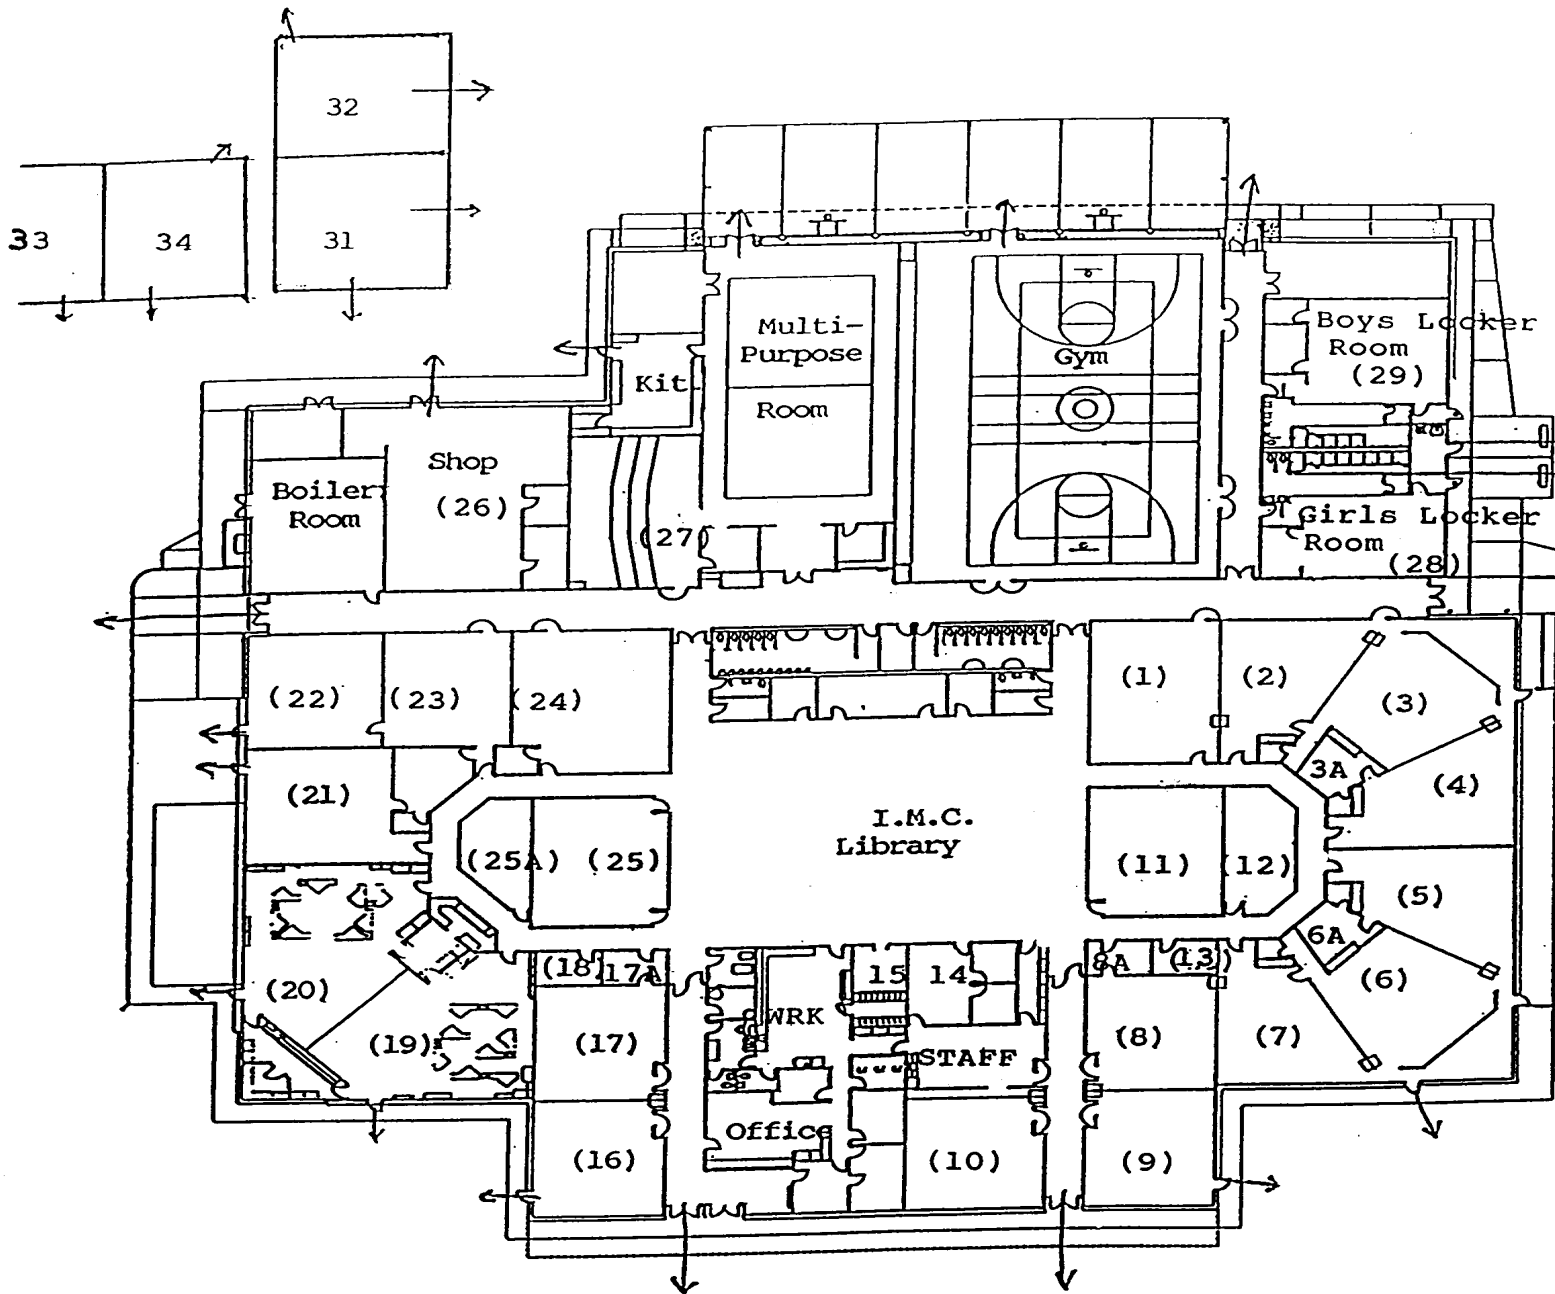 32
33
34
31
Multi-
Purpose
Room
Gym
Boys Locker
Room
(29)
Kit
Shop
(26)
Boiler
Room
(27)
Girls Locker
Room
(28)
(22)
(23)
(24)
(1)
(2)
(3)
3A
(4)
(21)
I.M.C.
Library
(25A)
(25)
(11)
(12)
(5)
6A
(6)
(18)
17A
15
14
8A
(13)
(20)
(19)
(17)
WRK
STAFF
(8)
(7)
Office
(16)
(10)
(9)